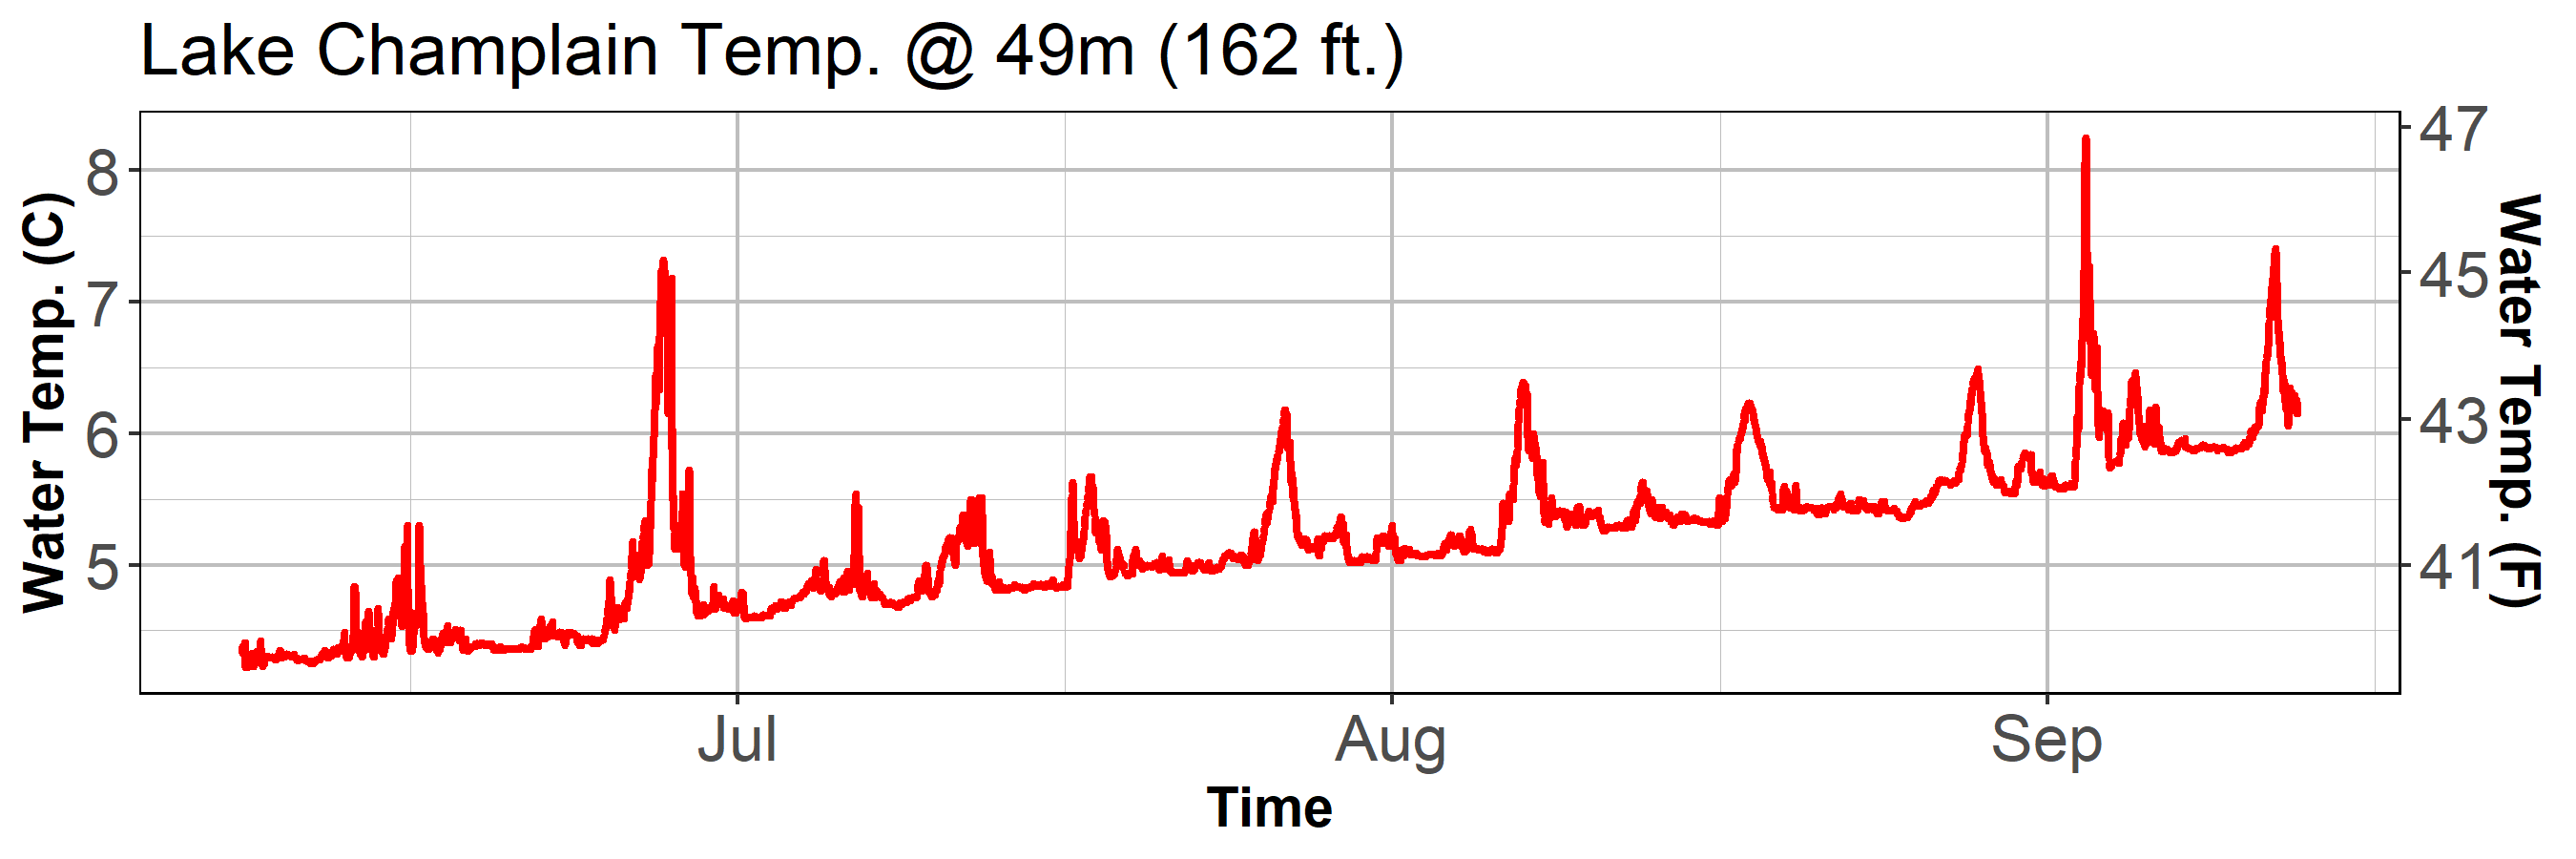 Lake Champlain Temp. @ 49m (162 ft.)
Water Temp. (C)
8
7
6
5
47
45
43
41
Water Temp. (F)
Jul
Aug
Sep
Time